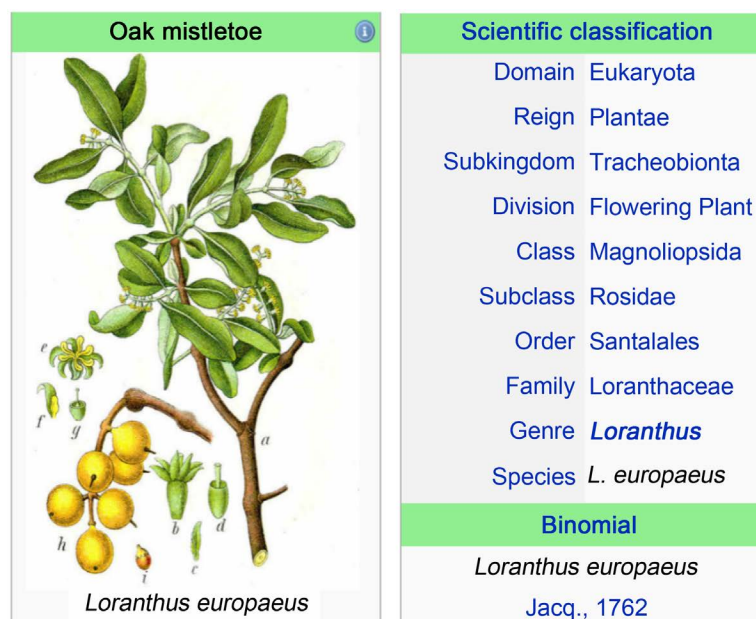 Oak mistletoe
i
e
f
g
a
h
b
d
c
i
Loranthus europaeus
Scientific classification
Domain Eukaryota
Reign Plantae
Subkingdom Tracheobionta
Division Flowering Plant
Class Magnoliopsida
Subclass Rosidae
Order Santalales
Family Loranthaceae
Genre Loranthus
Species L. europaeus
Binomial
Loranthus europaeus
Jacq., 1762